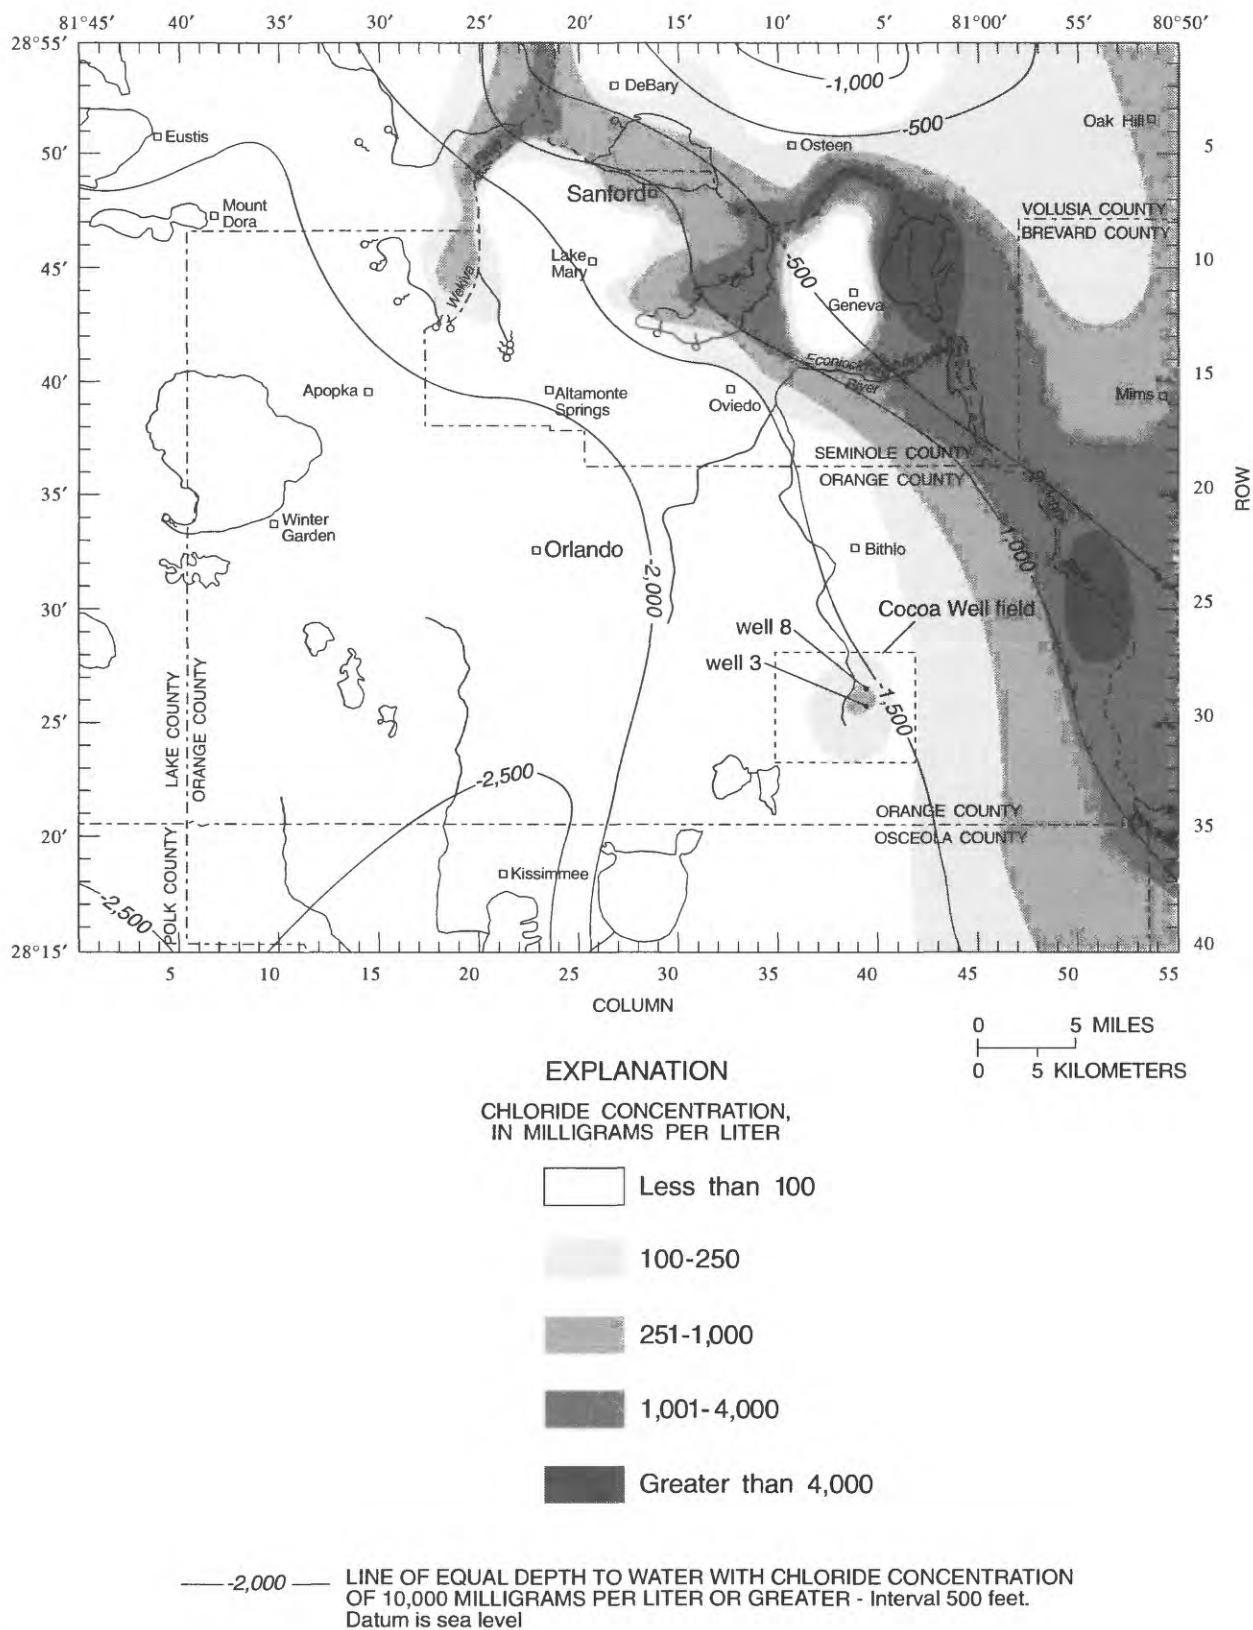 81°45′ 40′ 35′ 30′ 25′ 20′ 15′ 10′ 5′ 81°00′ 55′ 80°50′
28°55′
-1,000
DeBary
-500
Oak Hill
5
Eustis
50′
Osteen
Sanford
Mount
Dora
VOLUSIA COUNTY
BREVARD COUNTY
Lake
Mary
-500
10
45′
Wekiva
Geneva
River
15
40′
Apopka
Altamonte
Springs
Oviedo
Mims
SEMINOLE COUNTY
ORANGE COUNTY
35′
20
ROW
Winter
Garden
Orlando
Bithlo
-1,000
-2,000
30′
25
Cocoa Well field
well 8
well 3
-1,500
25′
30
LAKE COUNTY
ORANGE COUNTY
-2,500
ORANGE COUNTY
OSCEOLA COUNTY
20′
35
POLK COUNTY
Kissimmee
-2,500
28°15′
40
5 10 15 20 25 30 35 40 45 50 55
COLUMN
0 5 MILES
0 5 KILOMETERS
EXPLANATION
CHLORIDE CONCENTRATION,
IN MILLIGRAMS PER LITER
Less than 100
100-250
251-1,000
1,001-4,000
Greater than 4,000
-2,000 LINE OF EQUAL DEPTH TO WATER WITH CHLORIDE CONCENTRATION
OF 10,000 MILLIGRAMS PER LITER OR GREATER - Interval 500 feet.
Datum is sea level